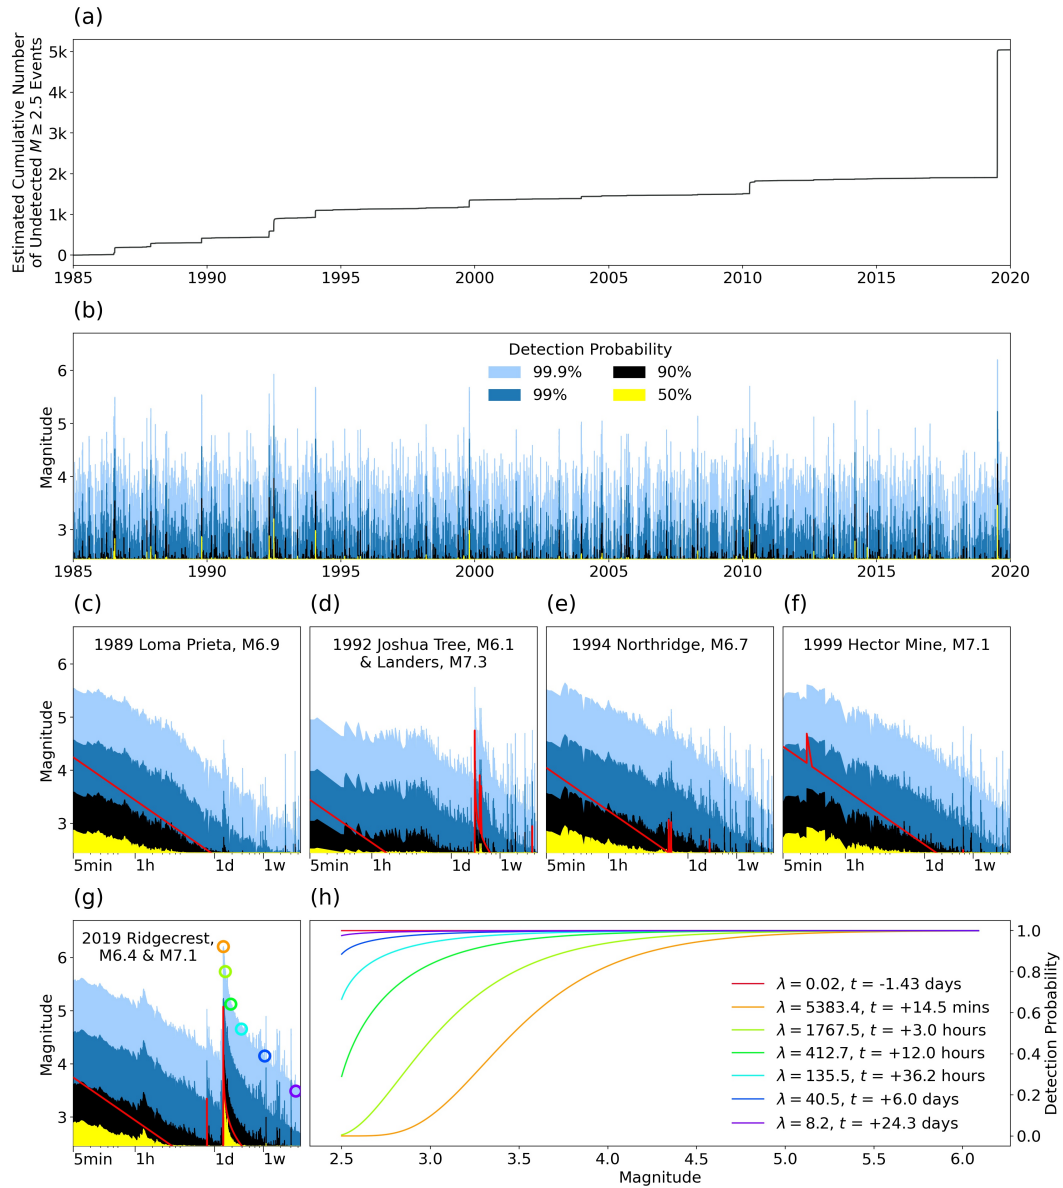 (a)
Estimated Cumulative Number
of Undetected M ≥ 2.5 Events
5k
4k
3k
2k
1k
0
1985 1990 1995 2000 2005 2010 2015 2020
(b)
Magnitude
6
5
4
3
Detection Probability
99.9% 90%
99% 50%
1985 1990 1995 2000 2005 2010 2015 2020
(c) (d) (e) (f)
Magnitude
6
5
4
3
1989 Loma Prieta, M6.9
5min 1h 1d 1w
1992 Joshua Tree, M6.1
& Landers, M7.3
5min 1h 1d 1w
1994 Northridge, M6.7
5min 1h 1d 1w
1999 Hector Mine, M7.1
5min 1h 1d 1w
(g) (h)
Magnitude
6
5
4
3
2019 Ridgecrest,
M6.4 & M7.1
5min 1h 1d 1w
λ = 0.02, t = -1.43 days
λ = 5383.4, t = +14.5 mins
λ = 1767.5, t = +3.0 hours
λ = 412.7, t = +12.0 hours
λ = 135.5, t = +36.2 hours
λ = 40.5, t = +6.0 days
λ = 8.2, t = +24.3 days
1.0
0.8
0.6
0.4
0.2
0.0
Detection Probability
2.5 3.0 3.5 4.0 4.5 5.0 5.5 6.0
Magnitude